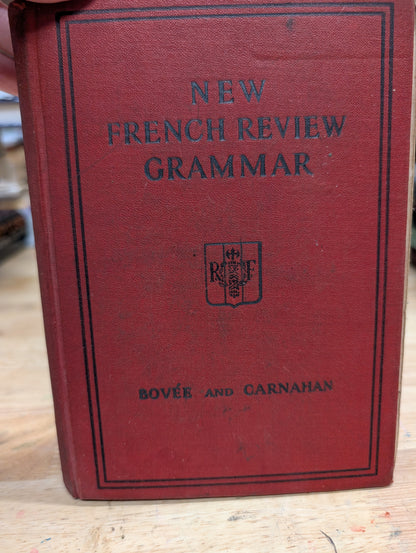 NEW
FRENCH REVIEW
GRAMMAR
R F
BOVÉE AND CARNAHAN